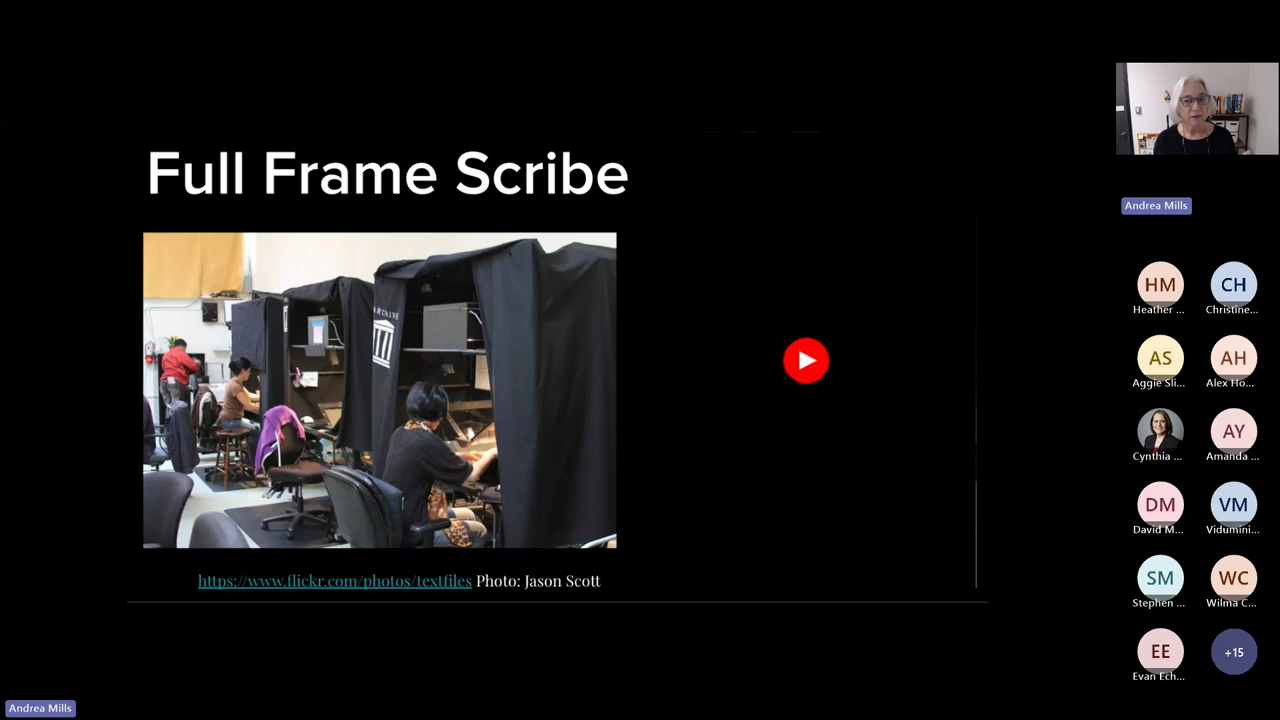 Full Frame Scribe
ARCHIVE
https://www.flickr.com/photos/textfiles Photo: Jason Scott
Andrea Mills
HM
Heather ...
CH
Christine...
AS
Aggie Sli...
AH
Alex Ho...
Cynthia ...
AY
Amanda ...
DM
David M...
VM
Vidumini...
SM
Stephen ...
WC
Wilma C...
EE
Evan Ech...
+15
Andrea Mills